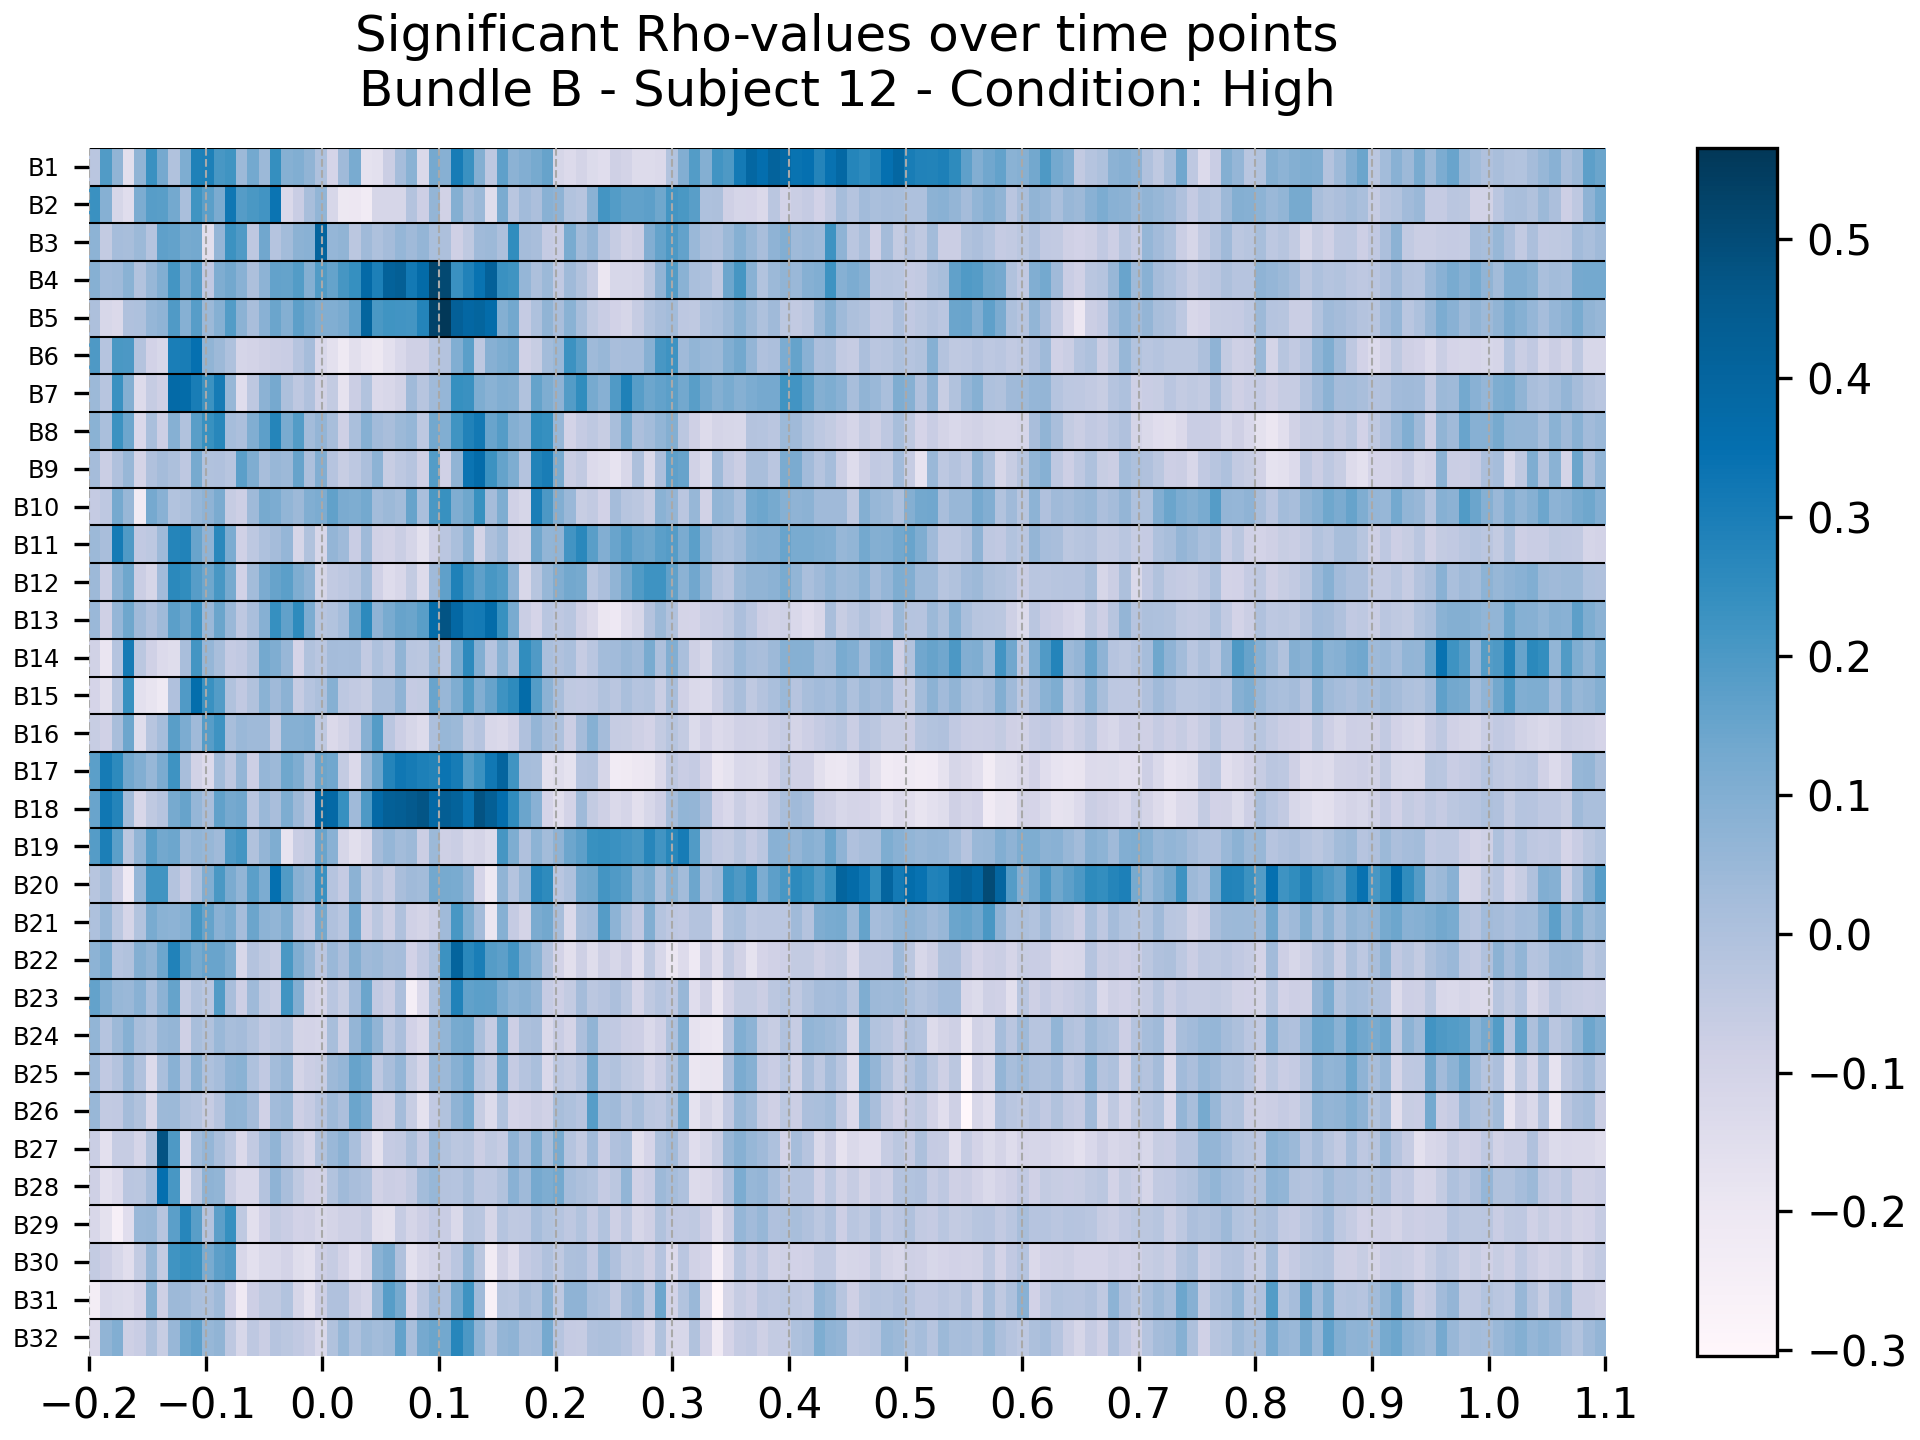 Significant Rho-values over time points
Bundle B - Subject 12 - Condition: High
B1
B2
B3
B4
B5
B6
B7
B8
B9
B10
B11
B12
B13
B14
B15
B16
B17
B18
B19
B20
B21
B22
B23
B24
B25
B26
B27
B28
B29
B30
B31
B32
−0.2 −0.1 0.0 0.1 0.2 0.3 0.4 0.5 0.6 0.7 0.8 0.9 1.0 1.1
0.5
0.4
0.3
0.2
0.1
0.0
−0.1
−0.2
−0.3